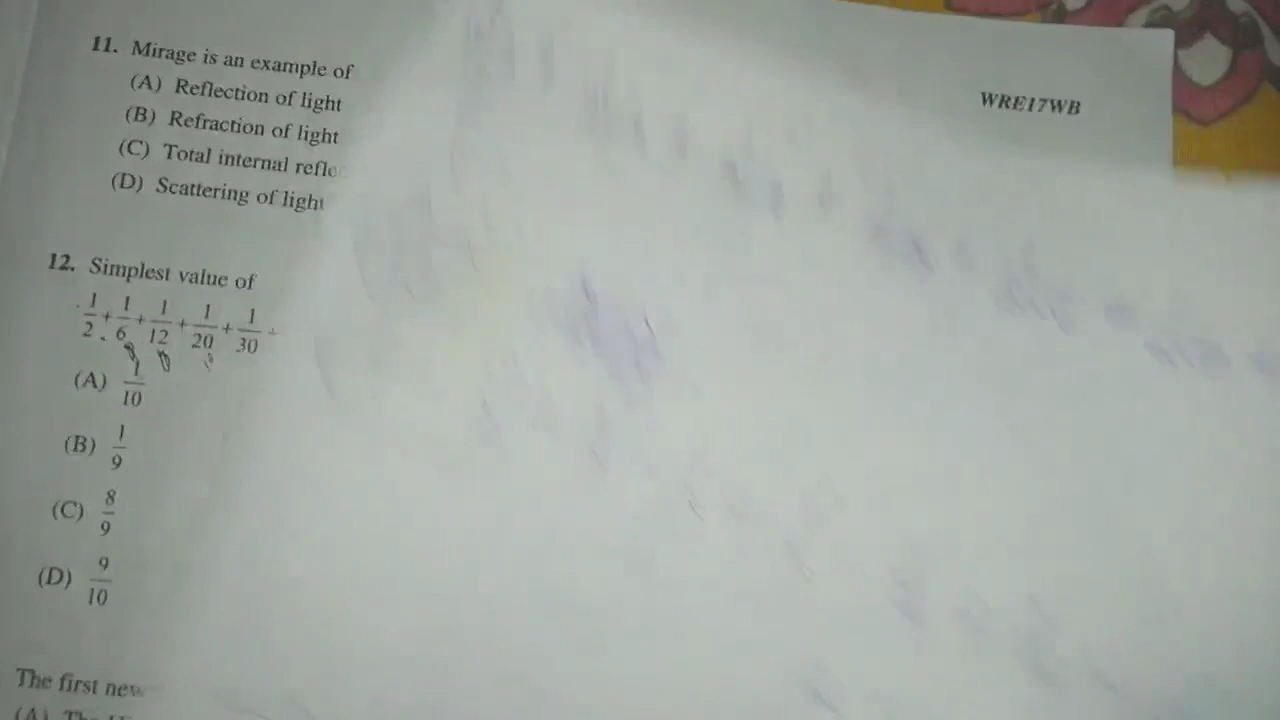 11. Mirage is an example of
(A) Reflection of light
WRE17WB
(B) Refraction of light
(C) Total internal
(D) Scattering of light
12. Simplest value of
1/2 + 1/6 + 1/12 + 1/20 + 1/30 +
(A) 1/10
(B) 1/9
(C) 8/9
(D) 9/10
The first
(A) The